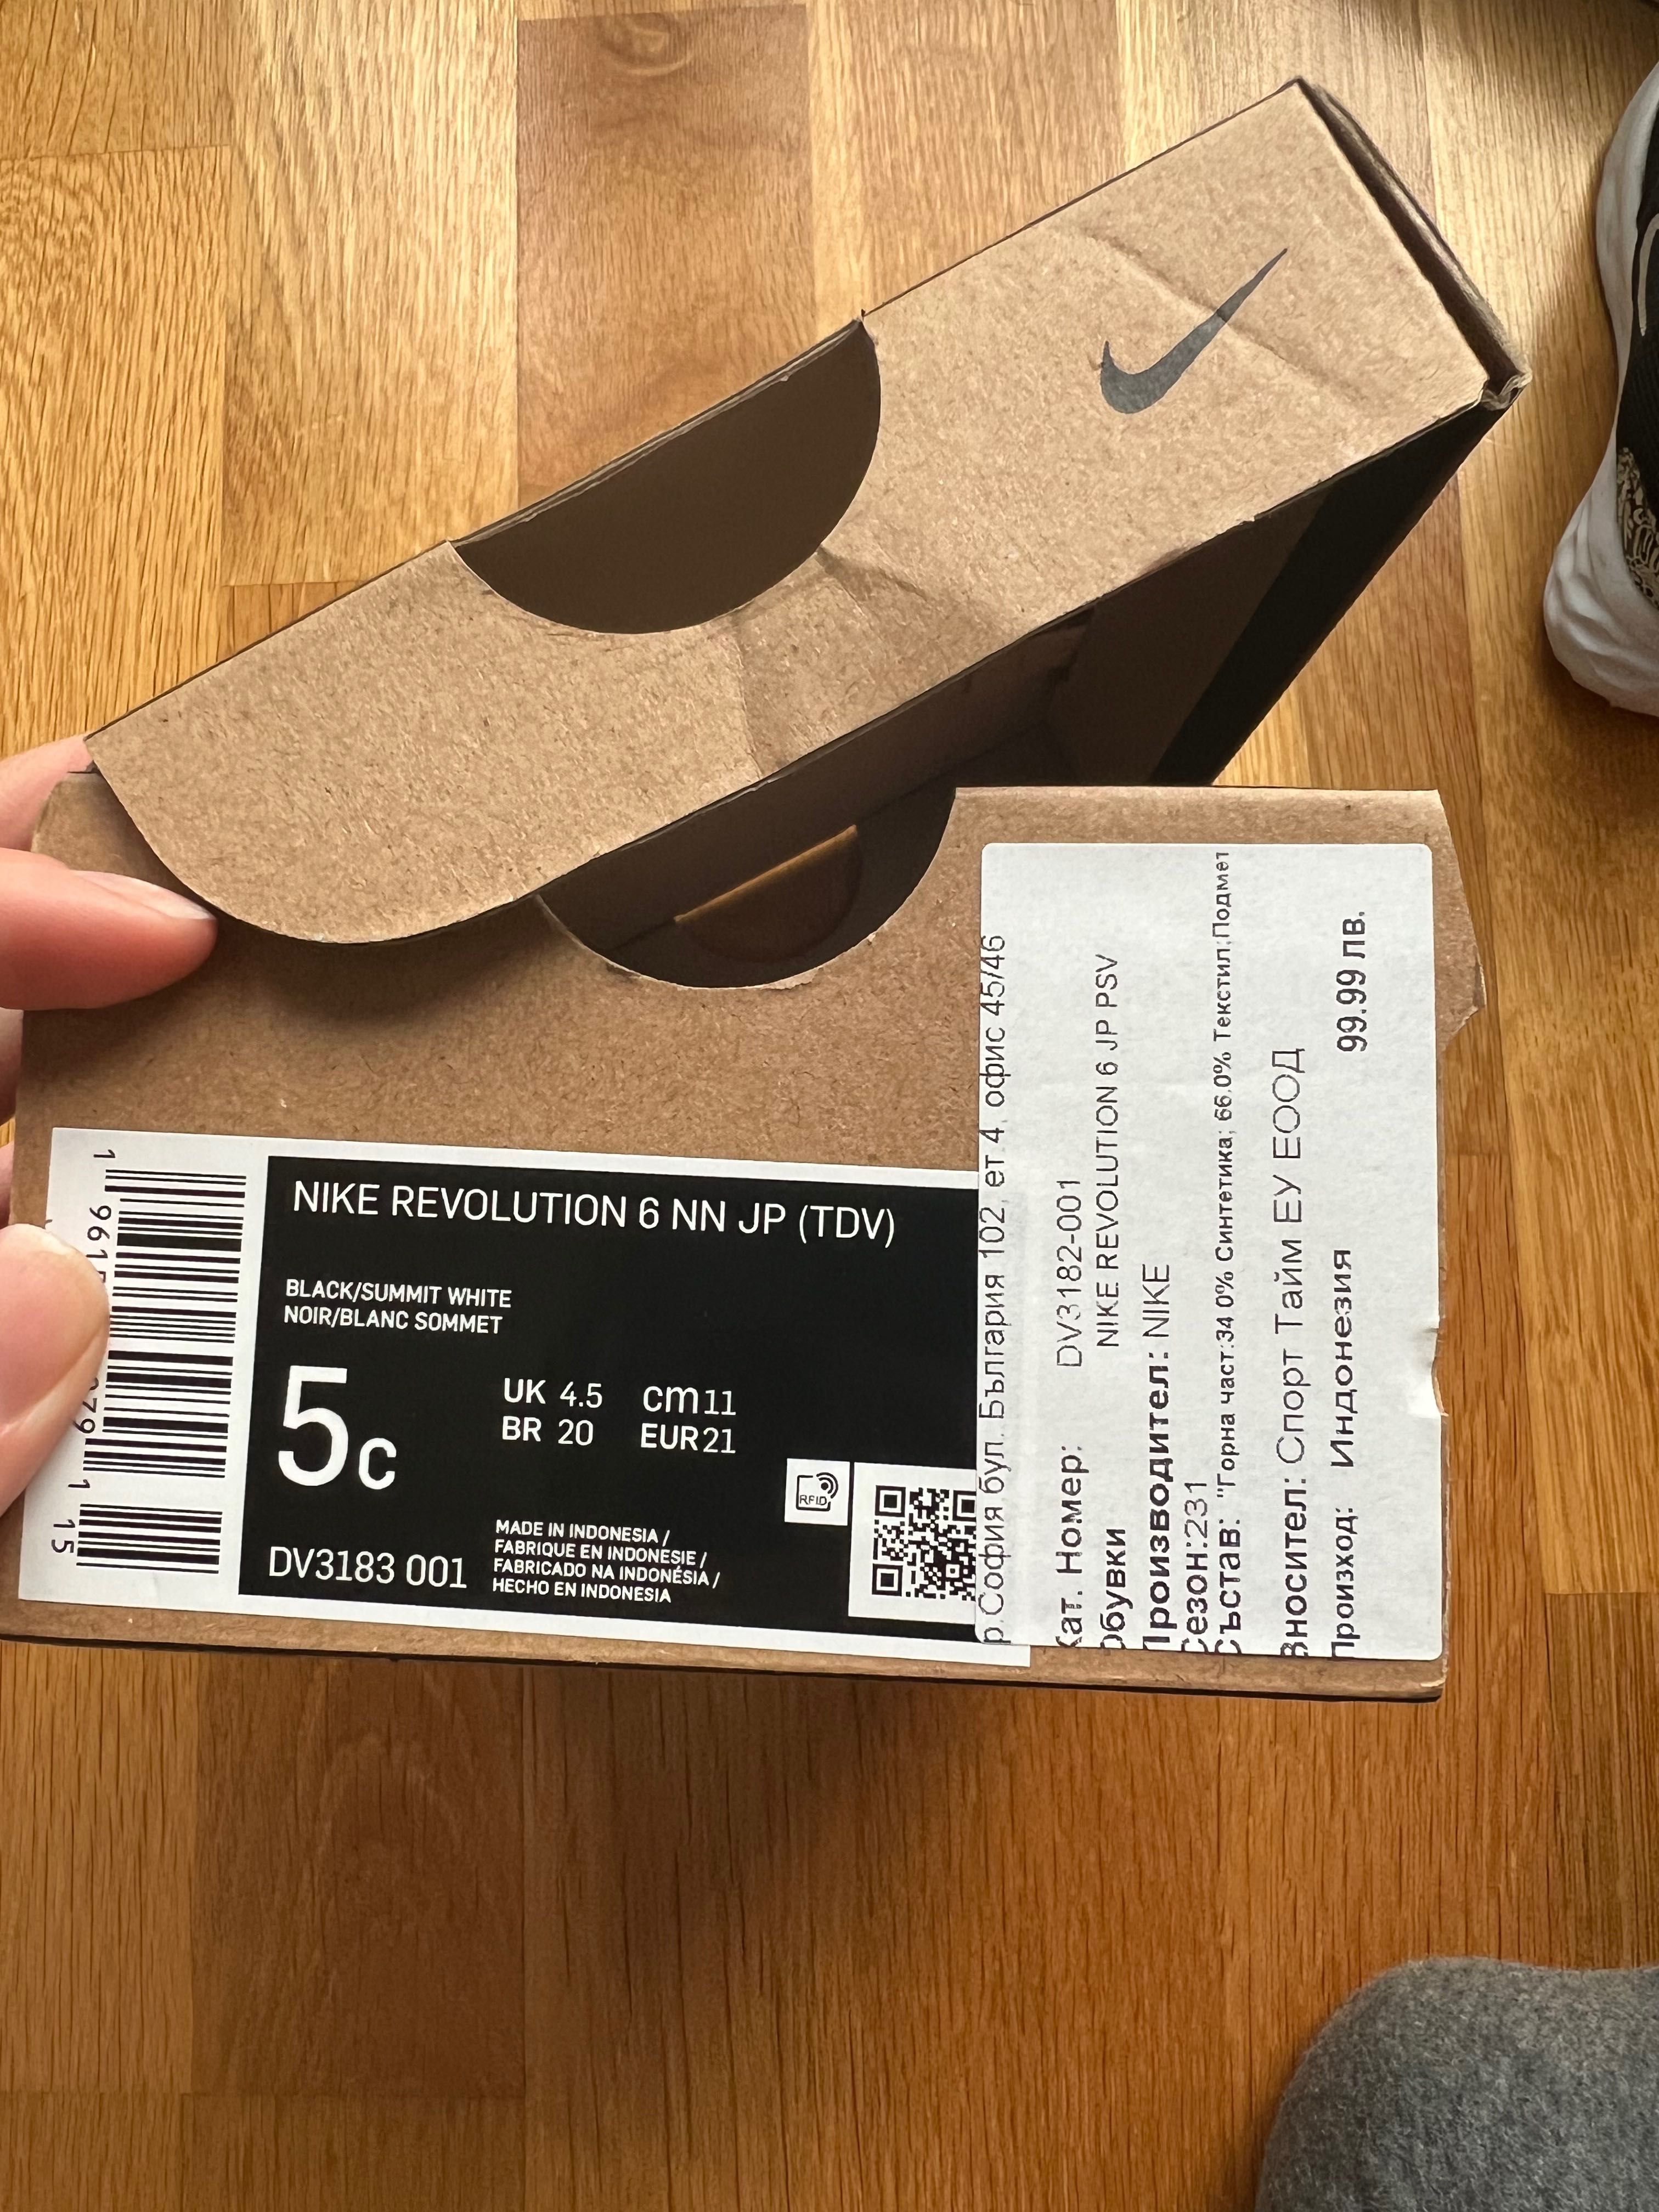 NIKE REVOLUTION 6 NN JP (TDV)
BLACK/SUMMIT WHITE
NOIR/BLANC SOMMET
5c
UK 4.5 cm 11
BR 20 EUR 21
RFID
DV3183 001
MADE IN INDONESIA /
FABRIQUE EN INDONESIE /
FABRICADO NA INDONÉSIA /
HECHO EN INDONESIA
1 15
р.София бул. България 102, ет 4, офис 45/46
Кат. Номер: DV3182-001
Обувки NIKE REVOLUTION 6 JP PSV
Производител: NIKE
Сезон:231
Състав: "Горна част:34 0% Синтетика; 66.0% Текстил;Подмет
Вносител: Спорт Тайм ЕУ ЕООД
Произход: Индонезия 99.99 лв.